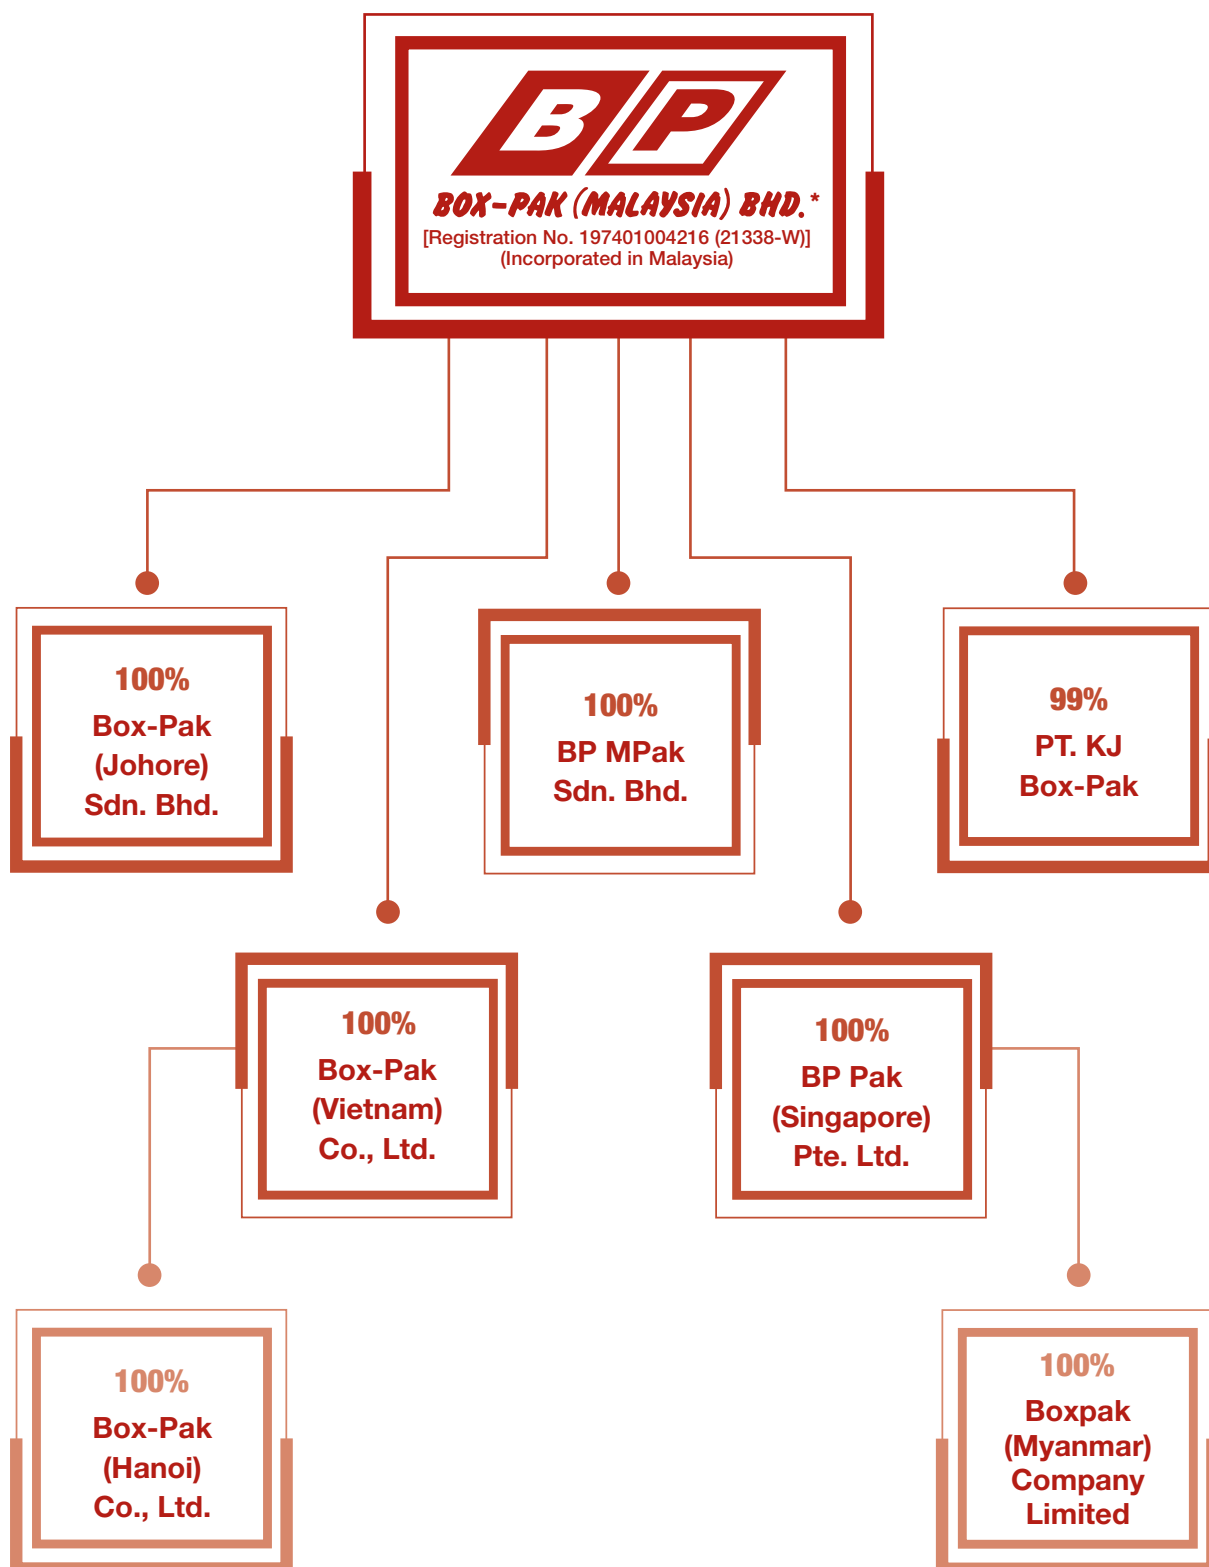 BP
BOX-PAK (MALAYSIA) BHD.*
[Registration No. 197401004216 (21338-W)]
(Incorporated in Malaysia)
100%
Box-Pak
(Johore)
Sdn. Bhd.
100%
BP MPak
Sdn. Bhd.
99%
PT. KJ
Box-Pak
100%
Box-Pak
(Vietnam)
Co., Ltd.
100%
BP Pak
(Singapore)
Pte. Ltd.
100%
Box-Pak
(Hanoi)
Co., Ltd.
100%
Boxpak
(Myanmar)
Company
Limited